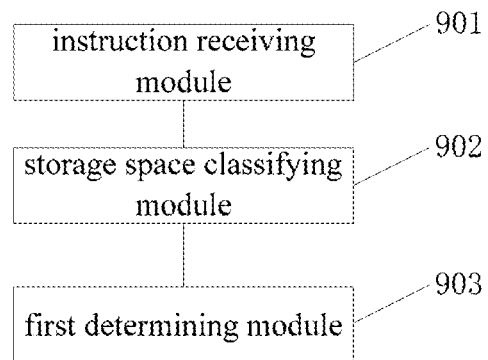 instruction receiving
module
901
storage space classifying
module
902
first determining module
903